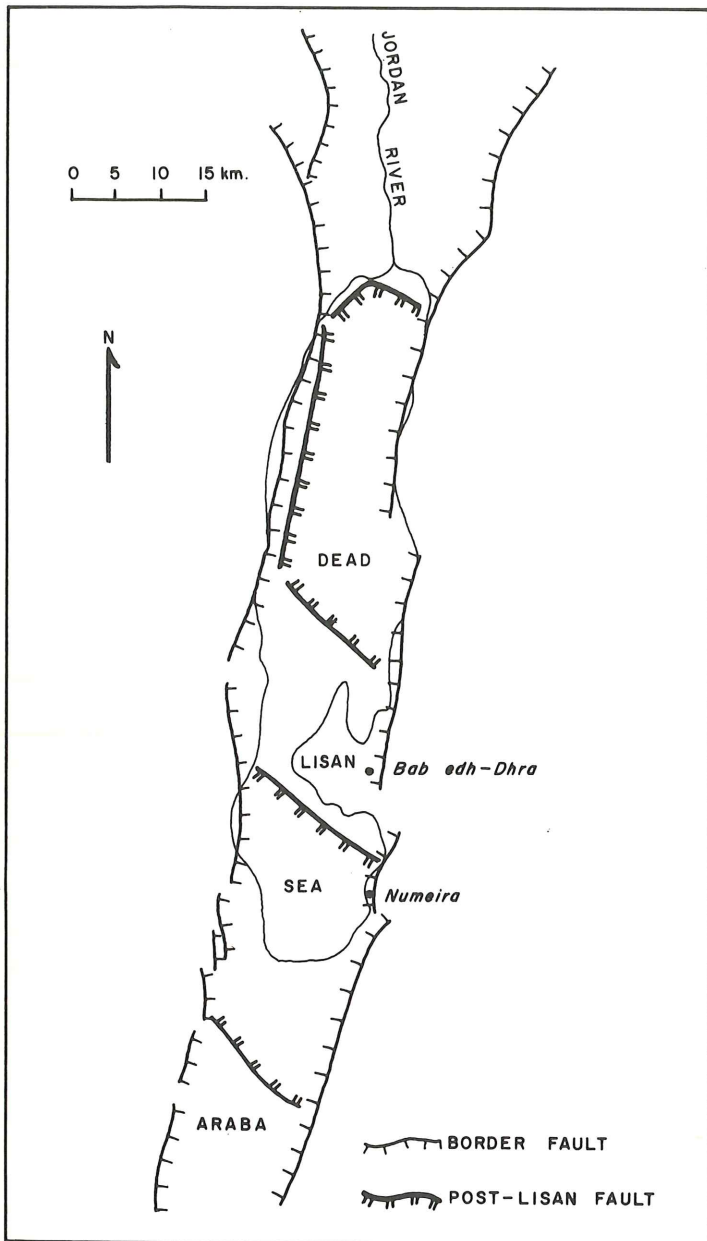 JORDAN RIVER
0 5 10 15 km.
N
DEAD
LISAN
Bab edh-Dhra
SEA
Numeira
ARABA
BORDER FAULT
POST-LISAN FAULT